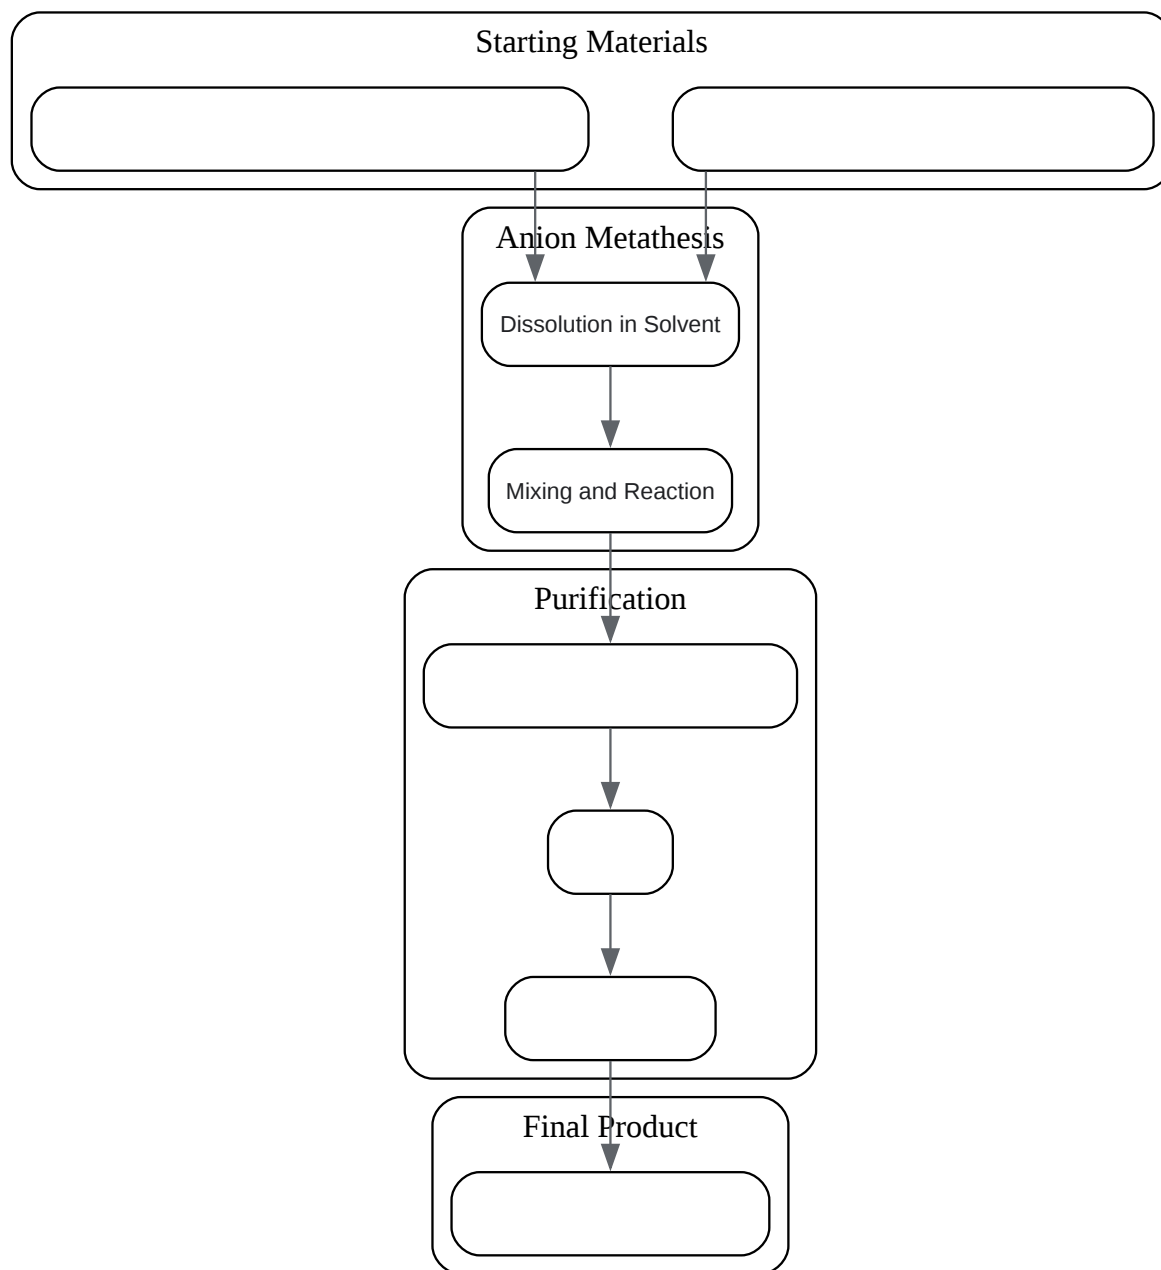 Starting Materials
Anion Metathesis
Dissolution in Solvent
Mixing and Reaction
Purification
Final Product